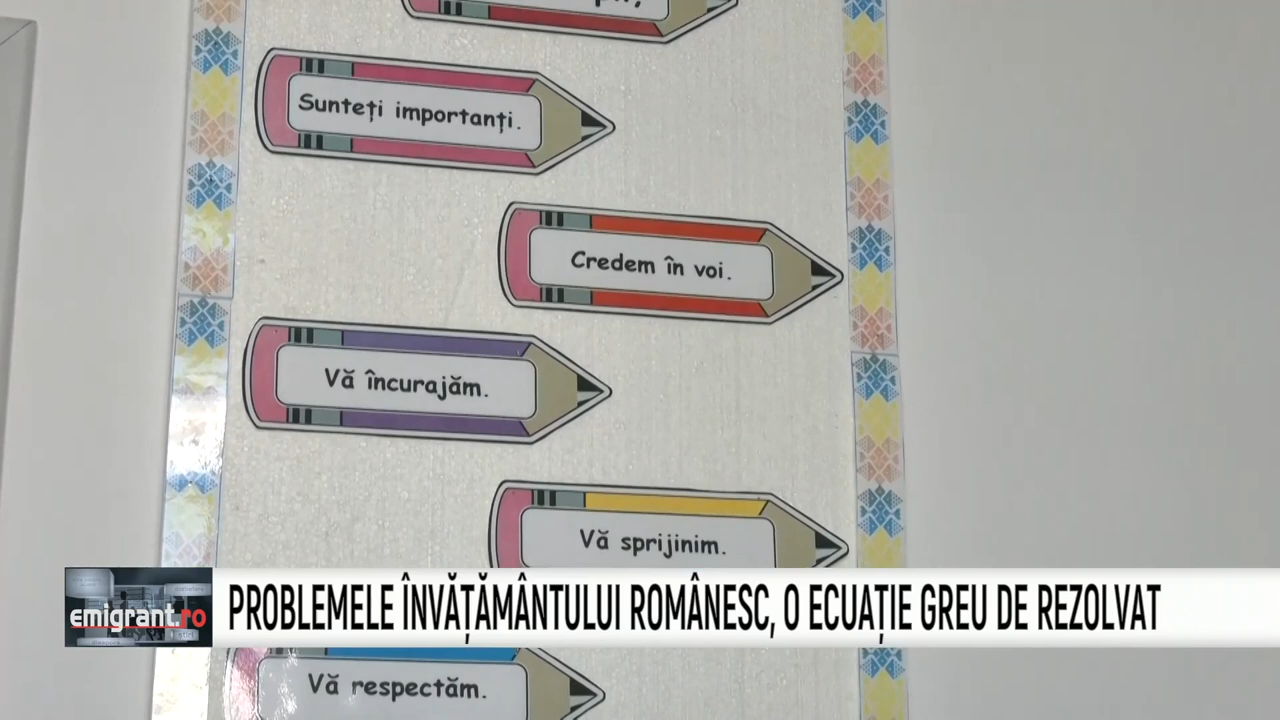 Sunteți importanți.
Credem în voi.
Vă încurajăm.
Vă sprijinim.
emigrant.ro
PROBLEMELE ÎNVĂȚĂMÂNTULUI ROMÂNESC, O ECUAȚIE GREU DE REZOLVAT
Vă respectăm.